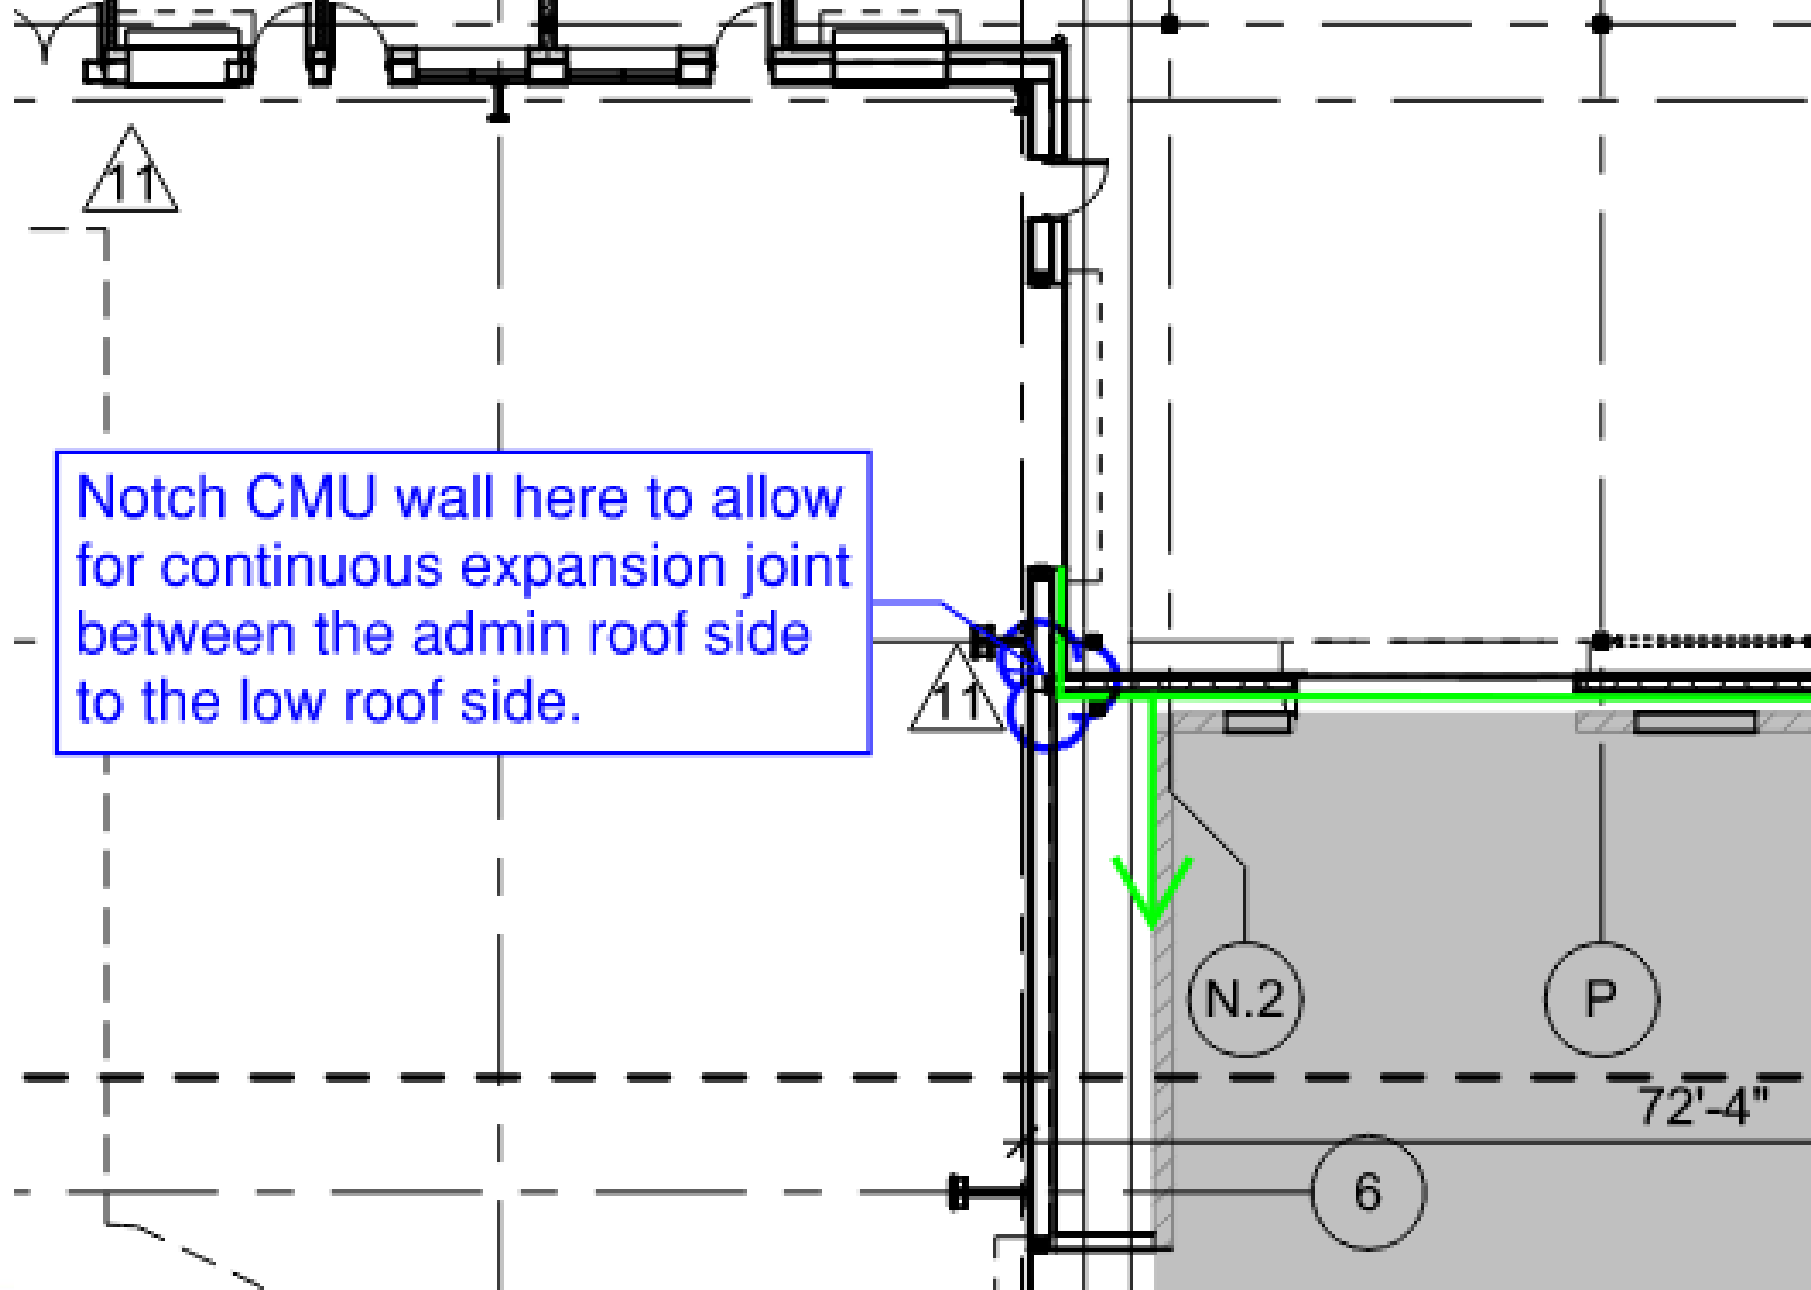 11
Notch CMU wall here to allow
for continuous expansion joint
between the admin roof side
to the low roof side.
11
N.2
P
72'-4"
6